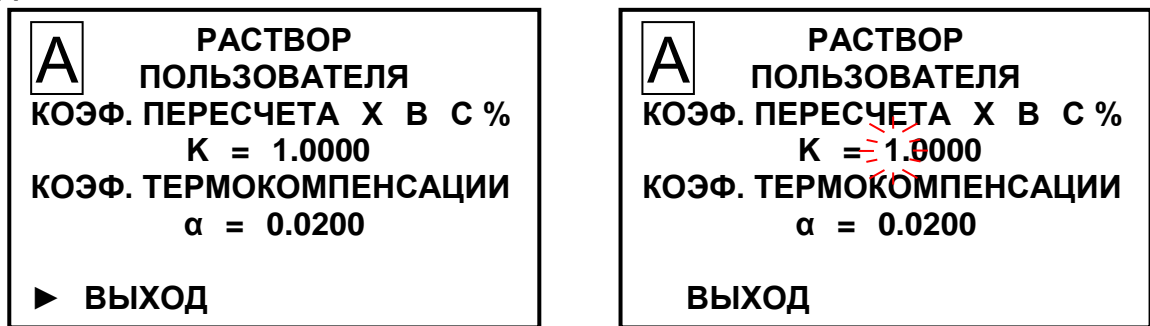 А
РАСТВОР
ПОЛЬЗОВАТЕЛЯ
КОЭФ. ПЕРЕСЧЕТА Х В С %
К = 1.0000
КОЭФ. ТЕРМОКОМПЕНСАЦИИ
α = 0.0200
► ВЫХОД
А
РАСТВОР
ПОЛЬЗОВАТЕЛЯ
КОЭФ. ПЕРЕСЧЕТА Х В С %
К = 1.0000
КОЭФ. ТЕРМОКОМПЕНСАЦИИ
α = 0.0200
ВЫХОД